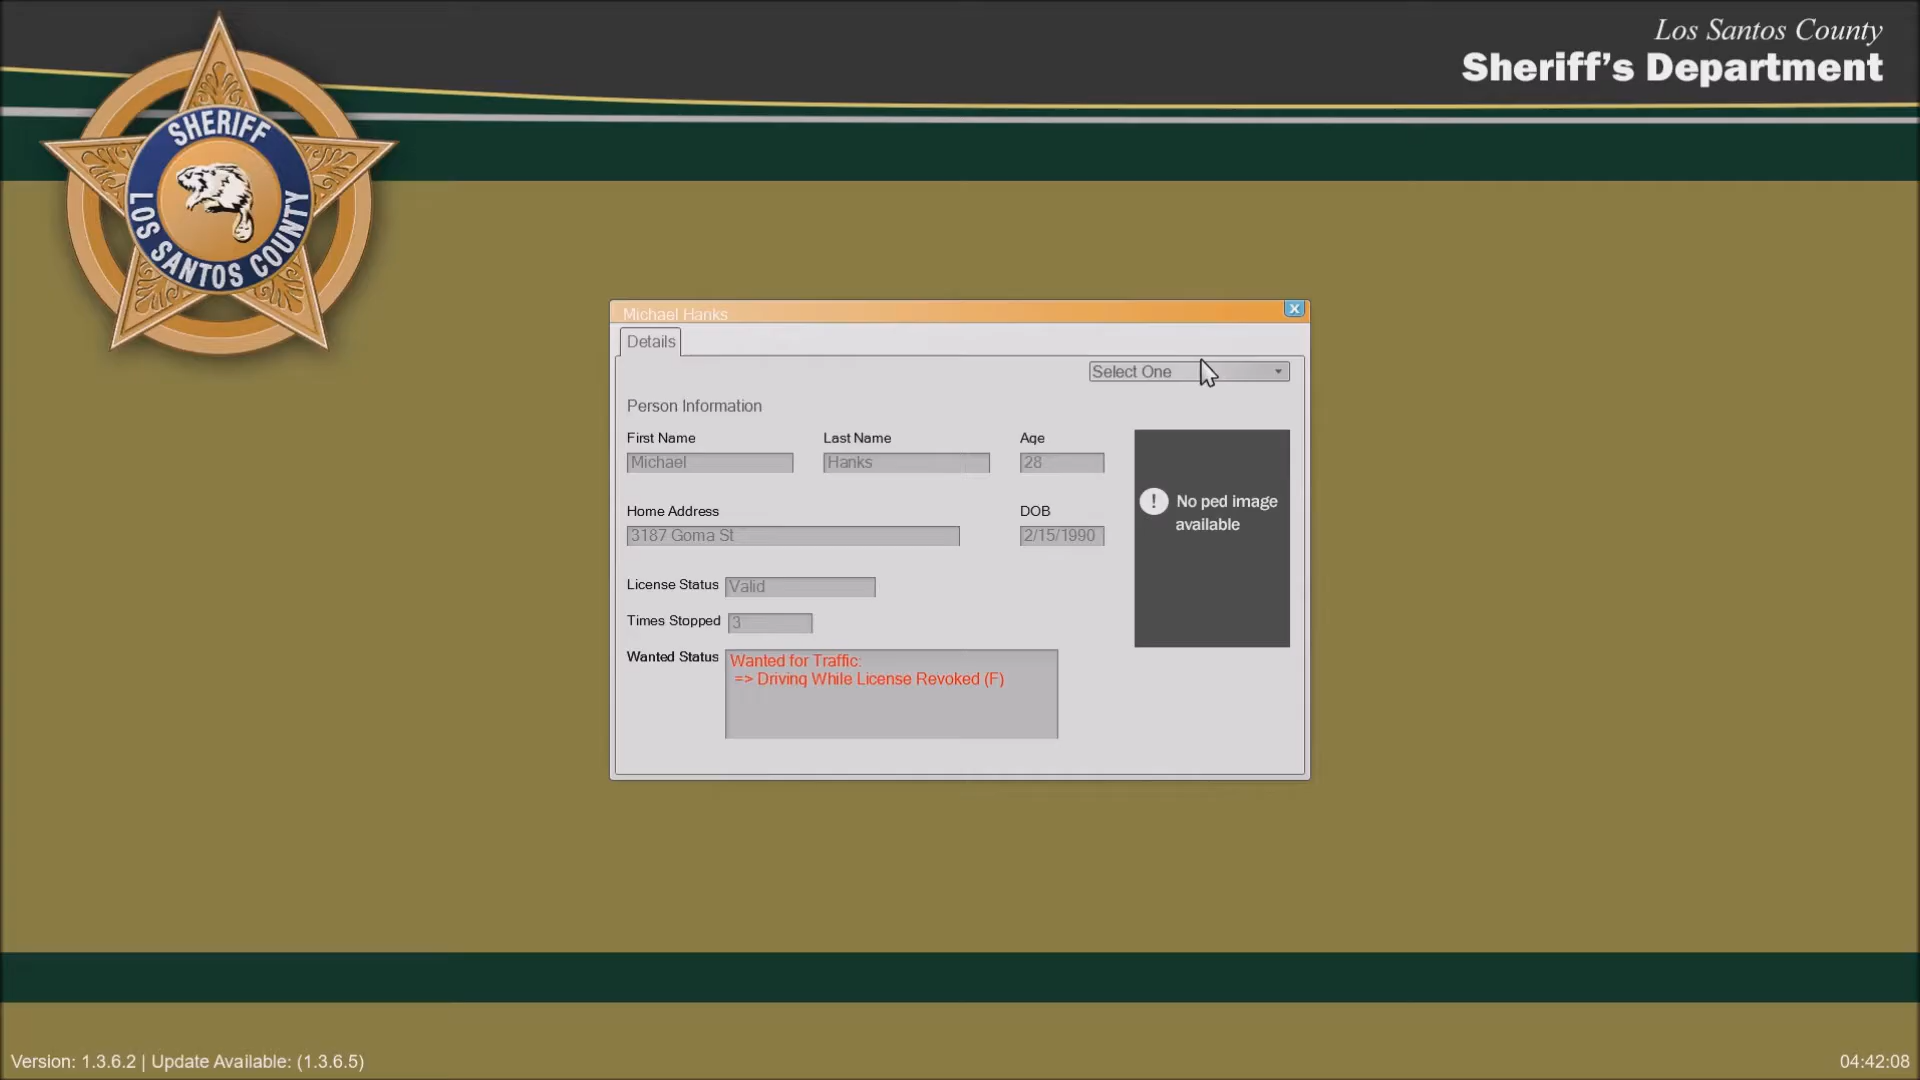 Los Santos County
Sheriff's Department
SHERIFF
LOS SANTOS COUNTY
Michael Hanks
X
Details
Select One
Person Information
First Name
Last Name
Age
Michael
Hanks
28
Home Address
DOB
3187 Goma St
2/15/1990
! No ped image
available
License Status
Valid
Times Stopped
3
Wanted Status
Wanted for Traffic:
=> Driving While License Revoked (F)
Version: 1.3.6.2 | Update Available: (1.3.6.5)
04:42:08